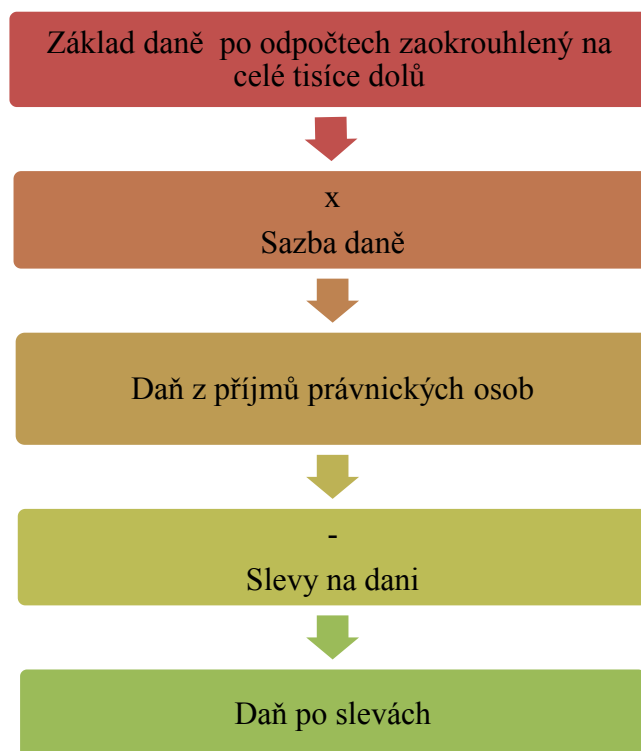 Základ daně po odpočtech zaokrouhlený na
celé tisíce dolů
x
Sazba daně
Daň z příjmů právnických osob
-
Slevy na dani
Daň po slevách